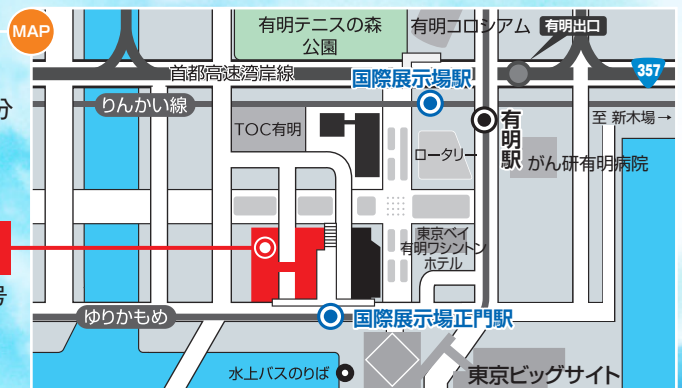 MAP
有明テニスの森
公園
有明コロシアム
有明出口
首都高速湾岸線
国際展示場駅
357
分
りんかい線
TOC有明
ロータリー
有明駅
至 新木場→
がん研有明病院
東京ベイ
有明ワシントン
ホテル
号
ゆりかもめ
国際展示場正門駅
水上バスのりば
東京ビッグサイト